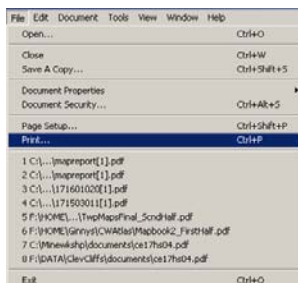 File Edit Document Tools View Window Help
Open... Ctrl+O
Close Ctrl+W
Save A Copy... Ctrl+Shift+S
Document Properties
Document Security... Ctrl+Alt+S
Page Setup... Ctrl+Shift+P
Print... Ctrl+P
1 C:\...\mapreport[1].pdf
2 C:\...\mapreport[1].pdf
3 C:\...\171601020[1].pdf
4 C:\...\171503011[1].pdf
5 F:\HOME\...\TwpMapsFinal_ScndHalf.pdf
6 F:\HOME\Ginnys\CWAtlas\Mapbook2_FirstHalf.pdf
7 C:\Minewkshp\documents\ce17hs04.pdf
8 F:\DATA\ClevCliffs\documents\ce17hs04.pdf
Exit Ctrl+Q